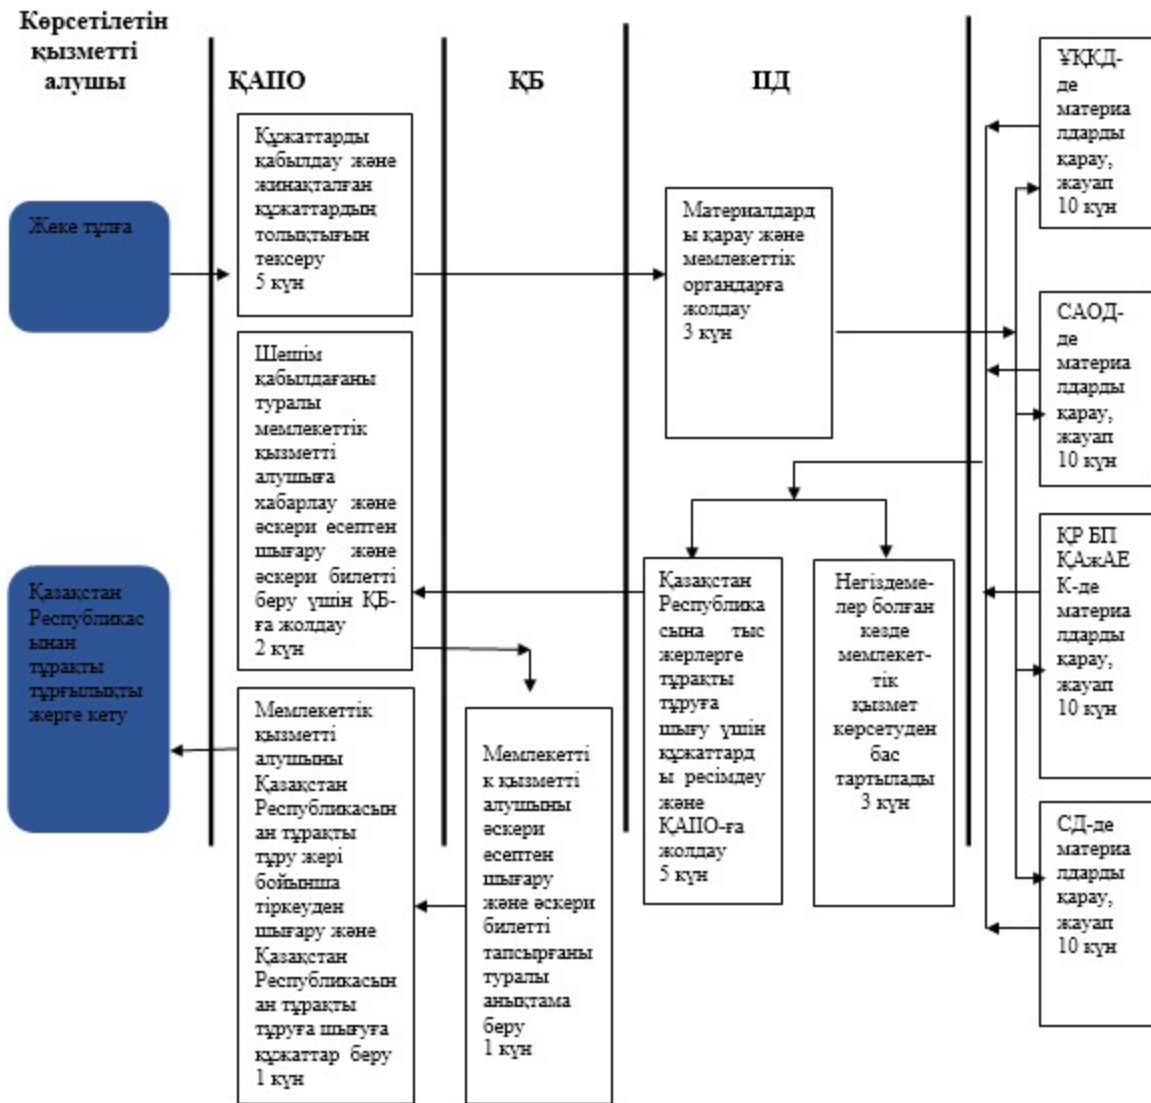 Көрсетілетін
қызметті
алушы
ҚАПО
ҚБ
ПД
Жеке тұлға
Құжаттарды
қабылдау және
жинақталған
құжаттардың
толықтығын
тексеру
5 күн
Материалдард
ы қарау және
мемлекеттік
органдарға
жолдау
3 күн
ҰҚКД-
де
материа
лдарды
қарау,
жауап
10 күн
САОД-
де
материа
лдарды
қарау,
жауап
10 күн
Шешім
қабылдағаны
туралы
мемлекеттік
қызметті
алушыға
хабарлау және
әскери есептен
шығару және
әскери билетті
беру үшін ҚБ-
ға жолдау
2 күн
Қазақстан
Республикас
ынан
тұрақты
тұрғылықты
жерге кету
Қазақстан
Республика
сына тыс
жерлерге
тұрақты
тұруға
шығу үшін
құжаттард
ы ресімдеу
және
ҚАПО-ға
жолдау
5 күн
Негіздеме-
лер болған
кезде
мемлекет-
тік
қызмет
көрсетуден
бас
тартылады
3 күн
ҚР БП
ҚАжАЕ
К-де
материа
лдарды
қарау,
жауап
10 күн
Мемлекеттік
қызметті
алушыны
Қазақстан
Республикасын
ан тұрақты
тұру жері
бойынша
тіркеуден
шығару және
Қазақстан
Республикасын
ан тұрақты
тұруға шығуға
құжаттар беру
1 күн
Мемлекетті
к қызметті
алушыны
әскери
есептен
шығару
және әскери
билетті
тапсырғаны
туралы
анықтама
беру
1 күн
СД-де
материа
лдарды
қарау,
жауап
10 күн